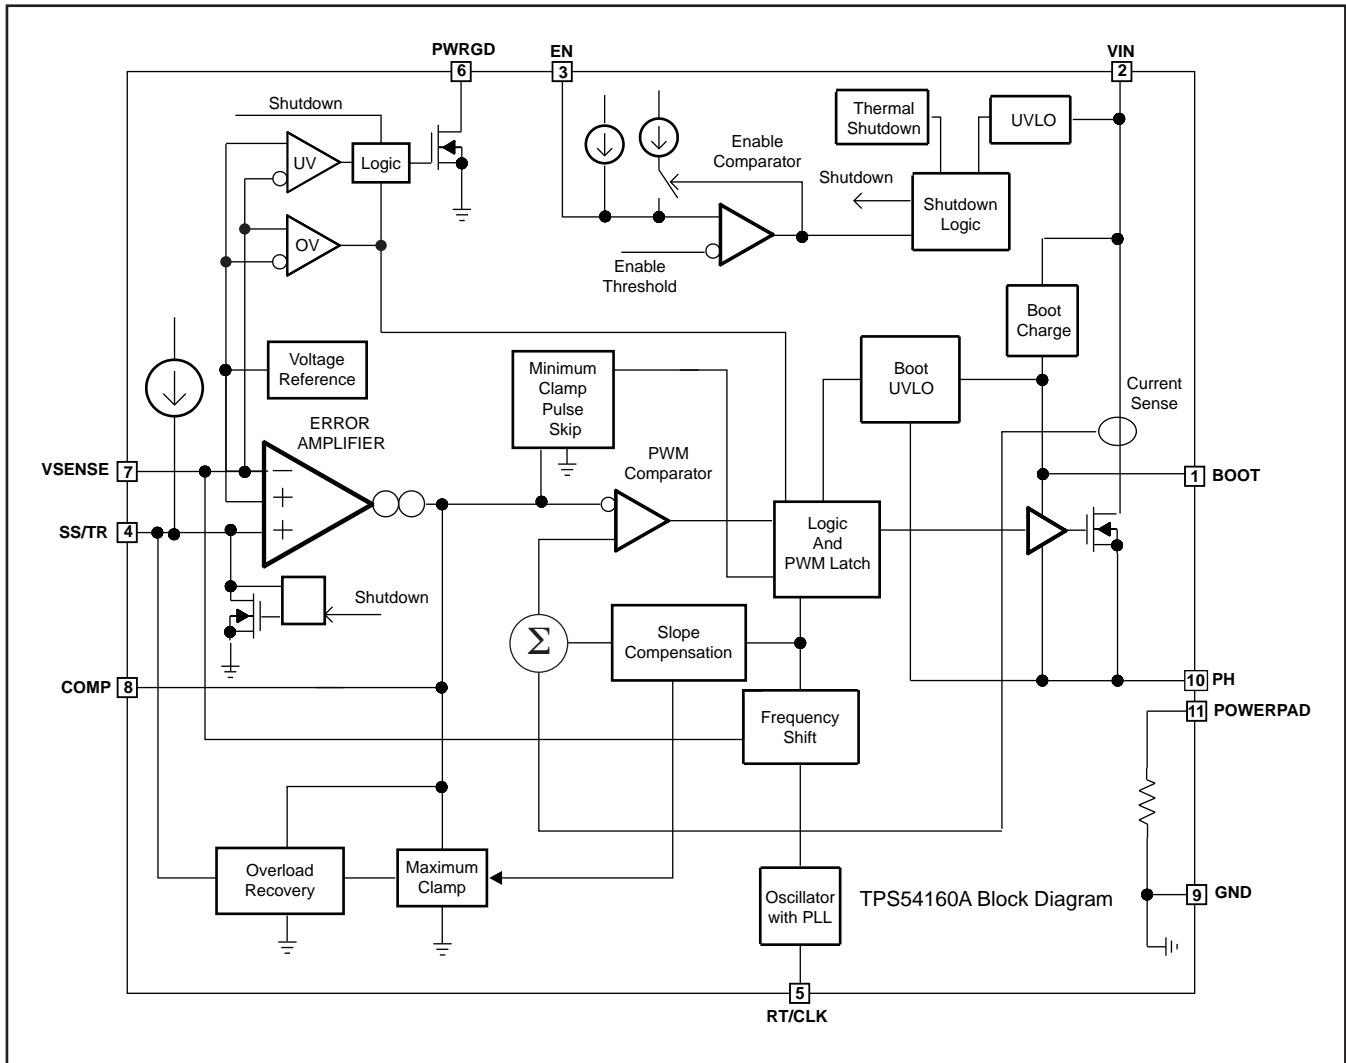 PWRGD
EN
VIN
6
3
2
Shutdown
Thermal
Shutdown
UVLO
UV
Logic
Enable
Comparator
Shutdown
Shutdown
Logic
OV
Enable
Threshold
Boot
Charge
Voltage
Reference
Minimum
Clamp
Pulse
Skip
Boot
UVLO
Current
Sense
ERROR
AMPLIFIER
PWM
Comparator
VSENSE 7
1 BOOT
−
+
+
SS/TR 4
Logic
And
PWM Latch
Shutdown
Σ
Slope
Compensation
COMP 8
10 PH
11 POWERPAD
Frequency
Shift
Overload
Recovery
Maximum
Clamp
Oscillator
with PLL
TPS54160A Block Diagram
9 GND
5
RT/CLK